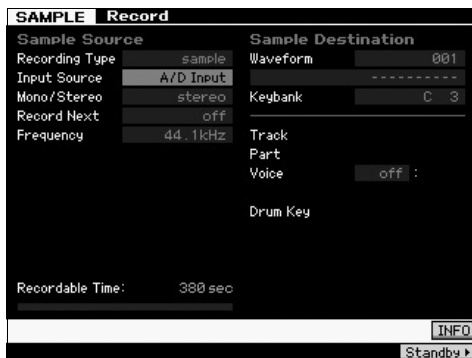 SAMPLE Record
Sample Source
Recording Type sample
Input Source A/D Input
Mono/Stereo stereo
Record Next off
Frequency 44.1kHz
Recordable Time: 380 sec
Sample Destination
Waveform 001
----------
Keybank C 3
Track
Part
Voice off :
Drum Key
INFO
Standby